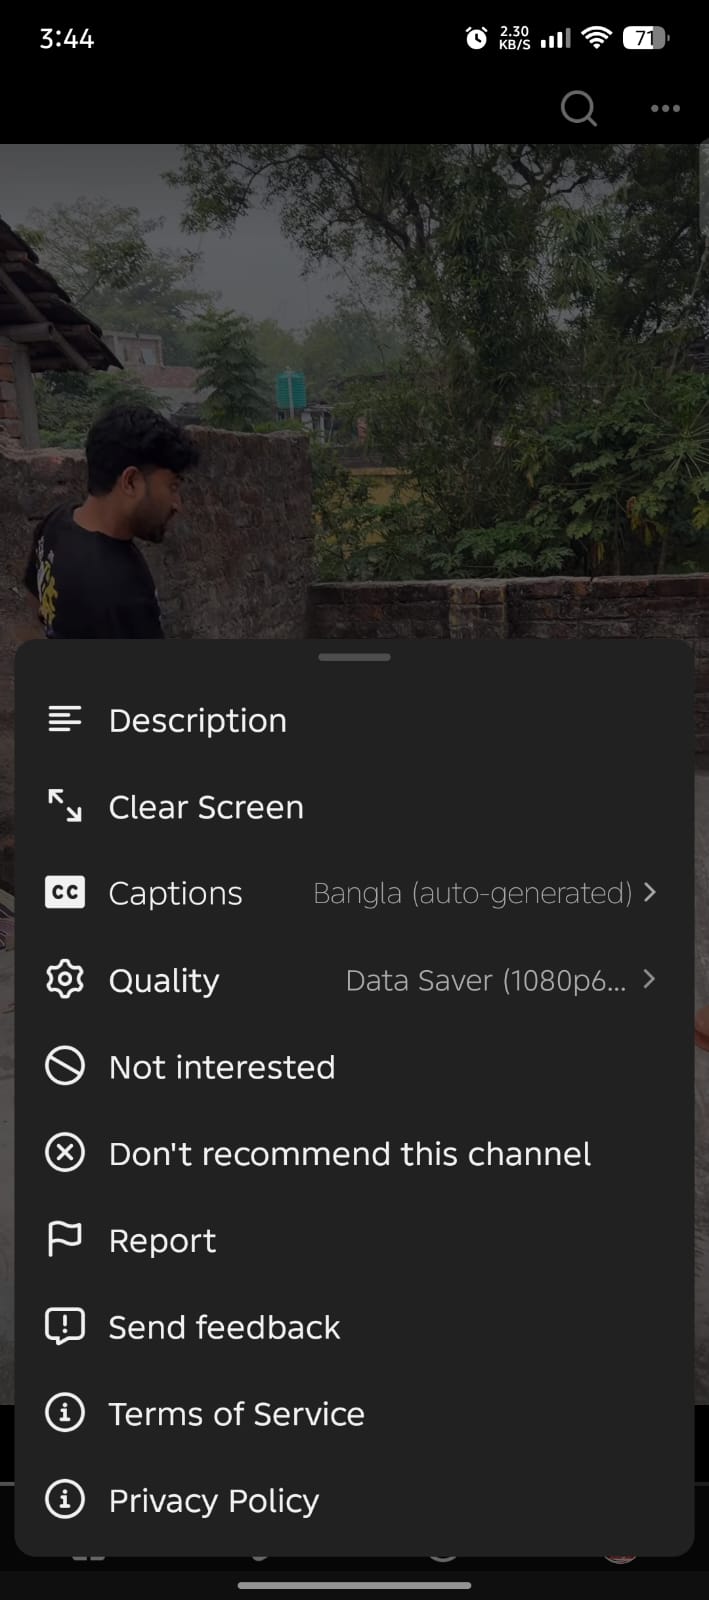 3:44
2.30
KB/S
71
Description
Clear Screen
CC Captions Bangla (auto-generated)
Quality Data Saver (1080p6...
Not interested
Don't recommend this channel
Report
Send feedback
Terms of Service
Privacy Policy